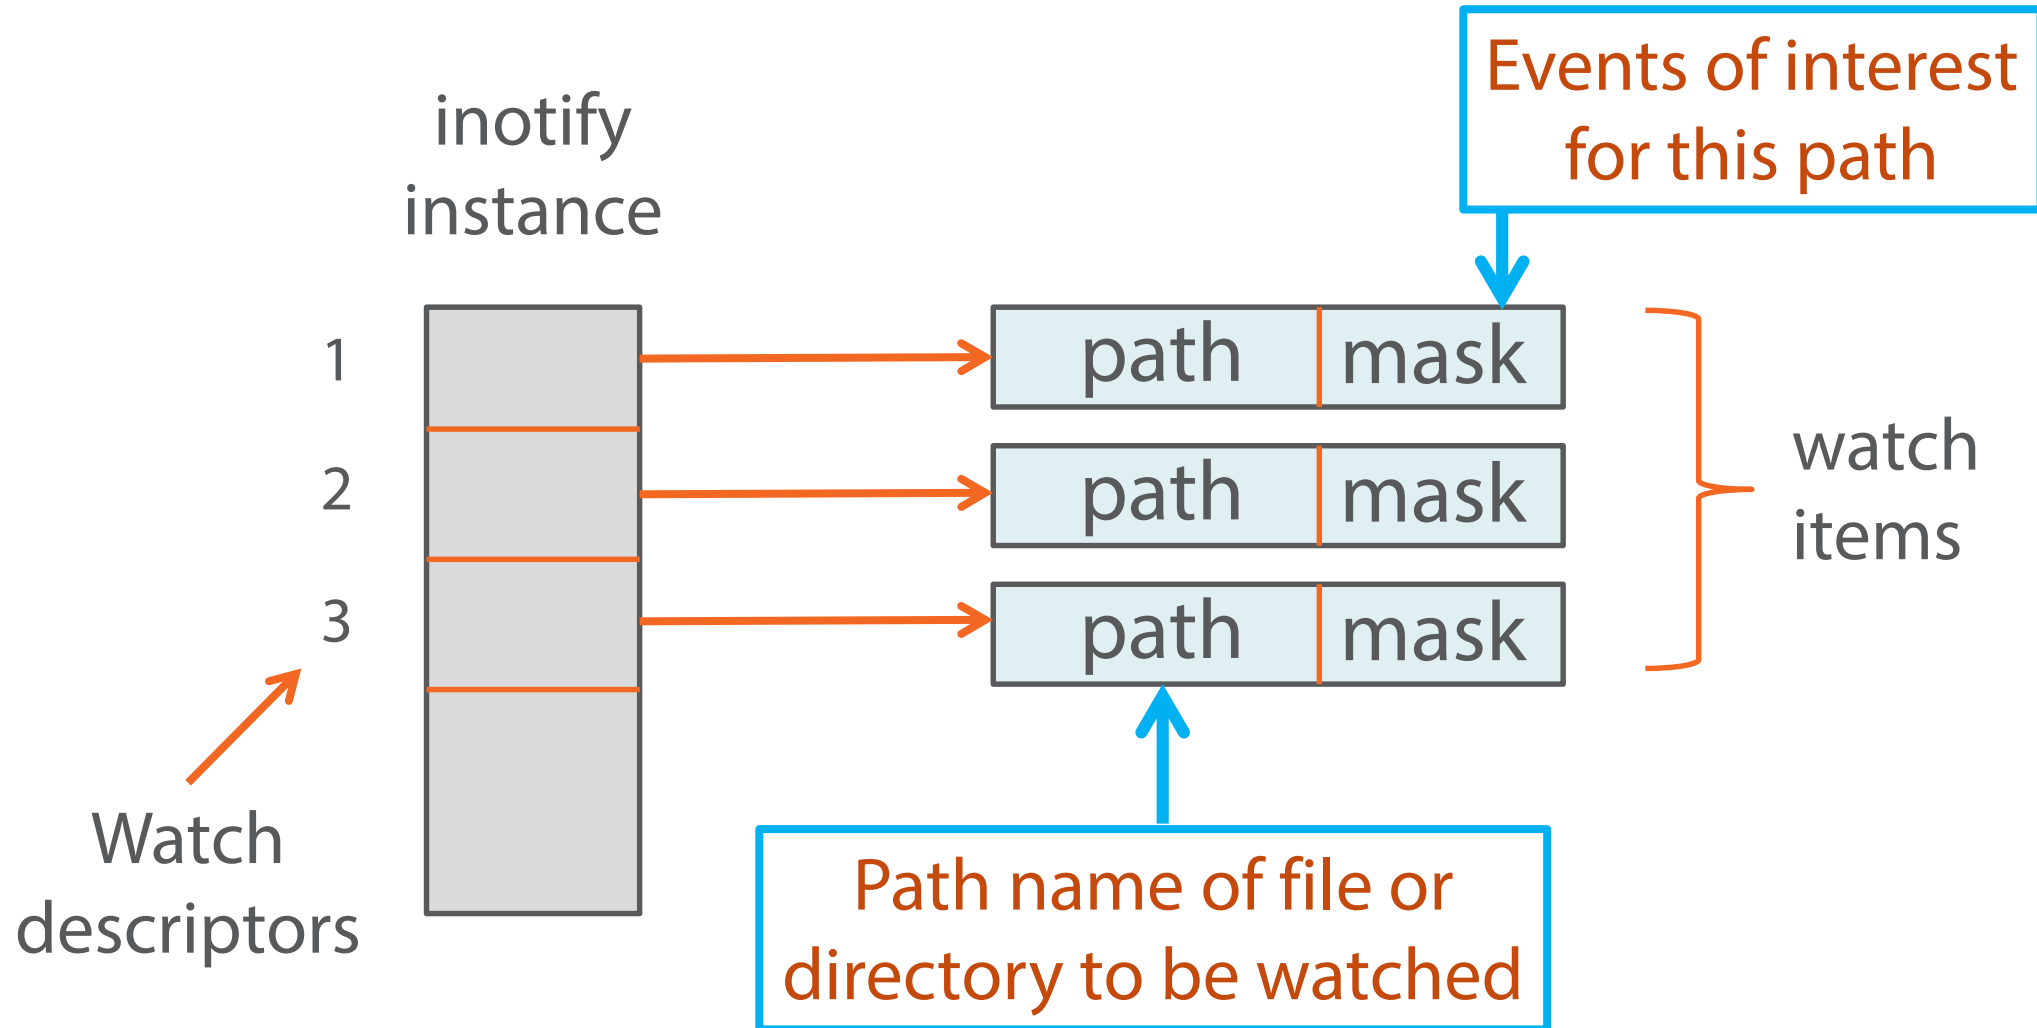 Events of interest
for this path
inotify
instance
1
path mask
2
path mask
3
path mask
watch
items
Watch
descriptors
Path name of file or
directory to be watched